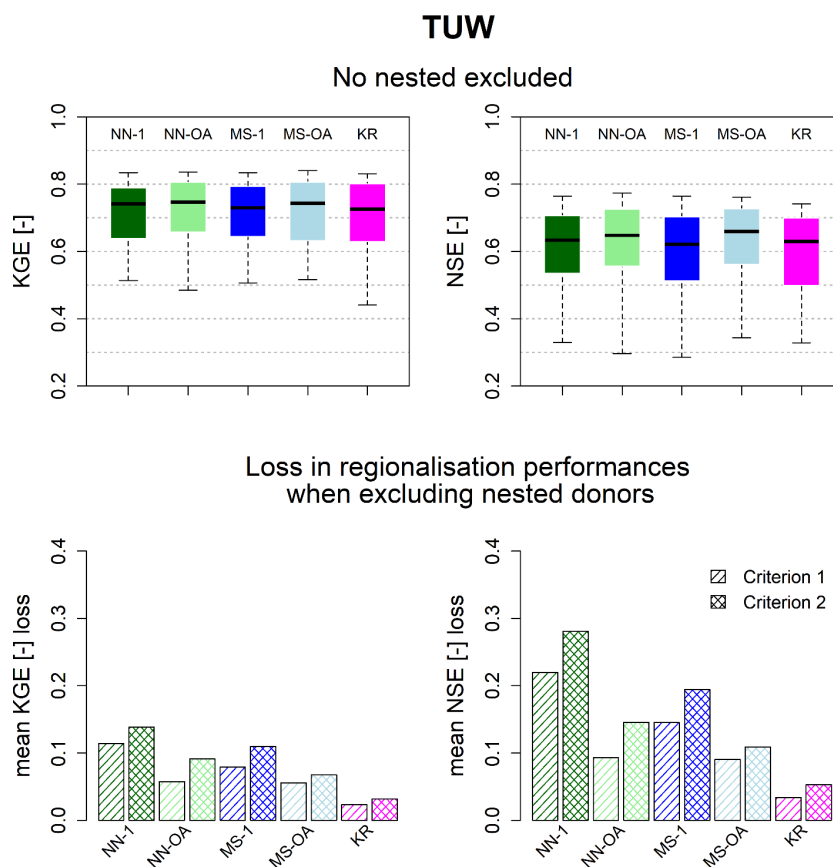 TUW
No nested excluded
KGE [-]
1.0
0.8
0.6
0.4
0.2
NN-1 NN-OA MS-1 MS-OA KR
NSE [-]
1.0
0.8
0.6
0.4
0.2
NN-1 NN-OA MS-1 MS-OA KR
Loss in regionalisation performances
when excluding nested donors
mean KGE [-] loss
0.4
0.3
0.2
0.1
0.0
NN-1 NN-OA MS-1 MS-OA KR
mean NSE [-] loss
0.4
0.3
0.2
0.1
0.0
Criterion 1
Criterion 2
NN-1 NN-OA MS-1 MS-OA KR